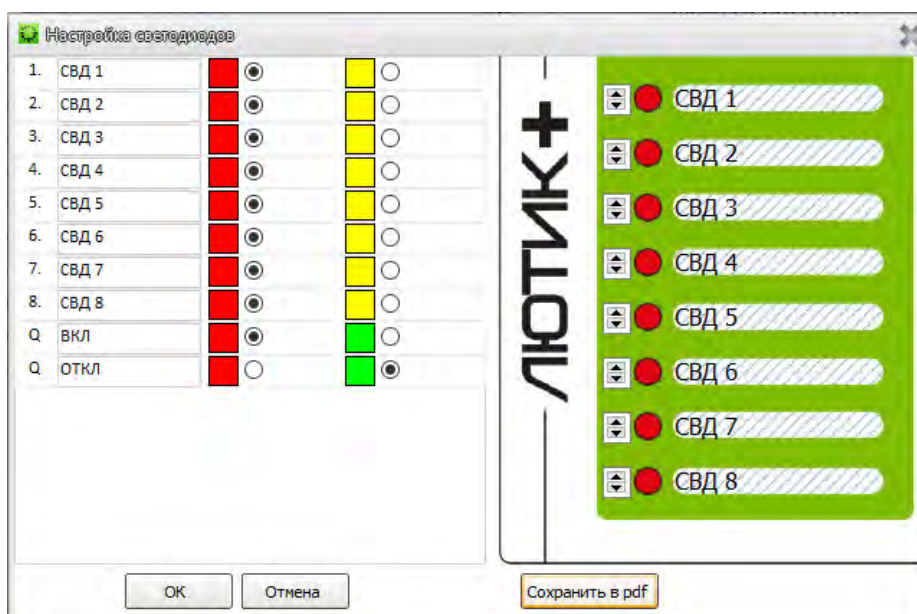 Настройка светодиодов
1. СВД 1
2. СВД 2
3. СВД 3
4. СВД 4
5. СВД 5
6. СВД 6
7. СВД 7
8. СВД 8
Q ВКЛ
Q ОТКЛ
ЛЮТИК+
СВД 1
СВД 2
СВД 3
СВД 4
СВД 5
СВД 6
СВД 7
СВД 8
ОК Отмена Сохранить в pdf